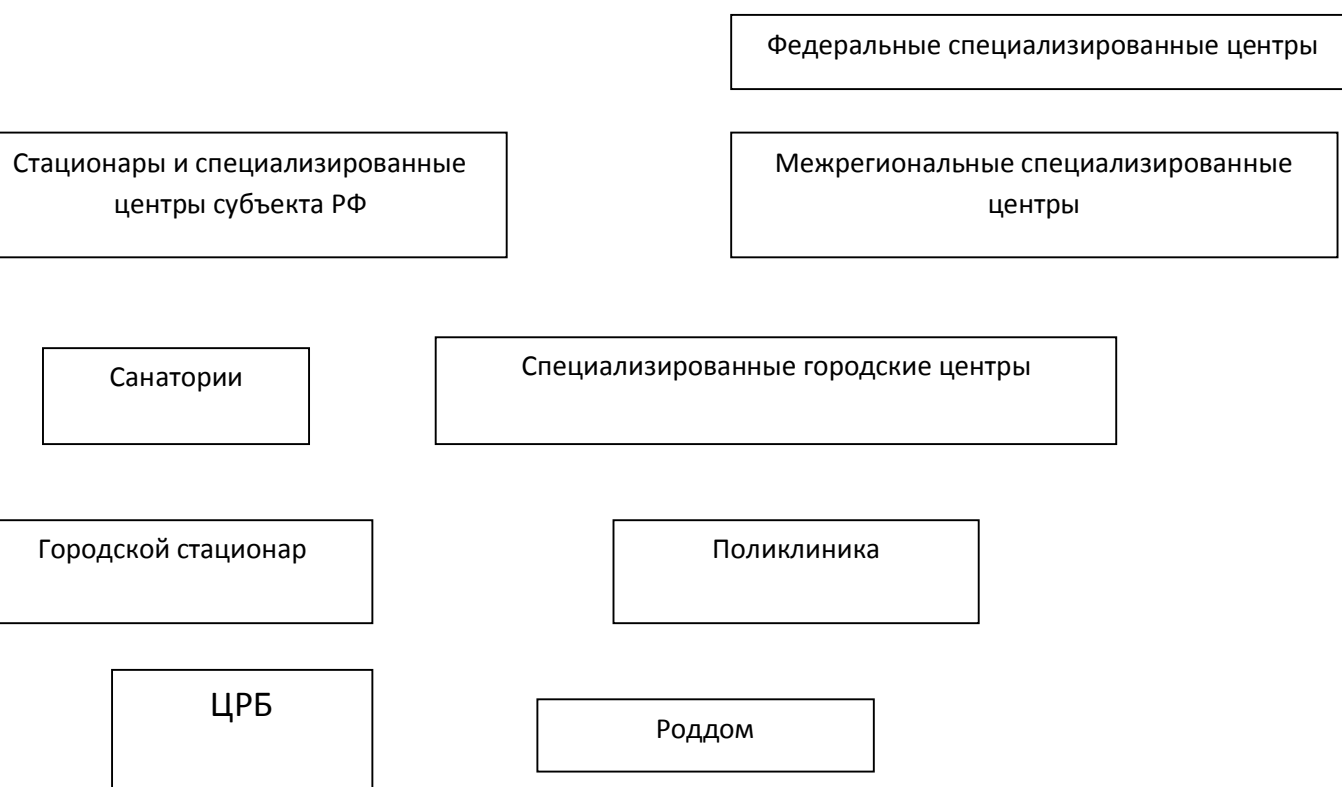 Федеральные специализированные центры
Стационары и специализированные
центры субъекта РФ
Межрегиональные специализированные
центры
Санатории
Специализированные городские центры
Городской стационар
Поликлиника
ЦРБ
Роддом